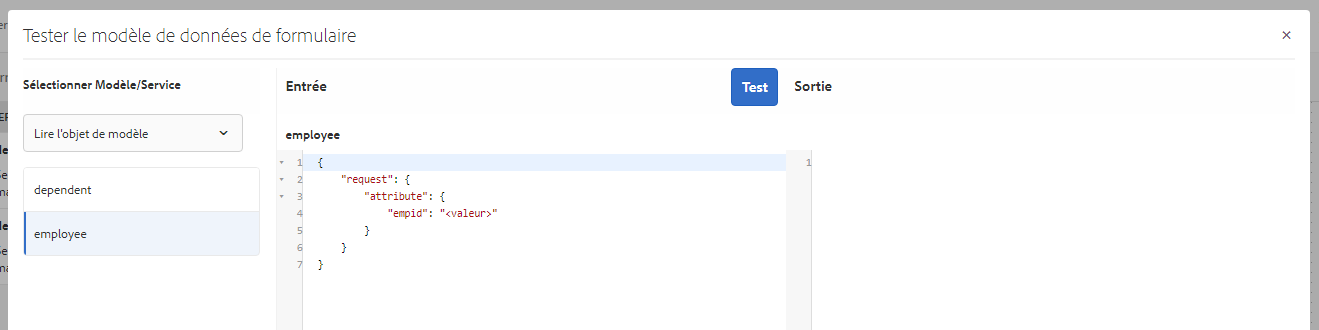 Tester le modèle de données de formulaire
×
Sélectionner Modèle/Service
Entrée
Test
Sortie
Lire l'objet de modèle
dependent
employee
employee
1 {
2 "request": {
3 "attribute": {
4 "empid": "<valeur>"
5 }
6 }
7 }
1